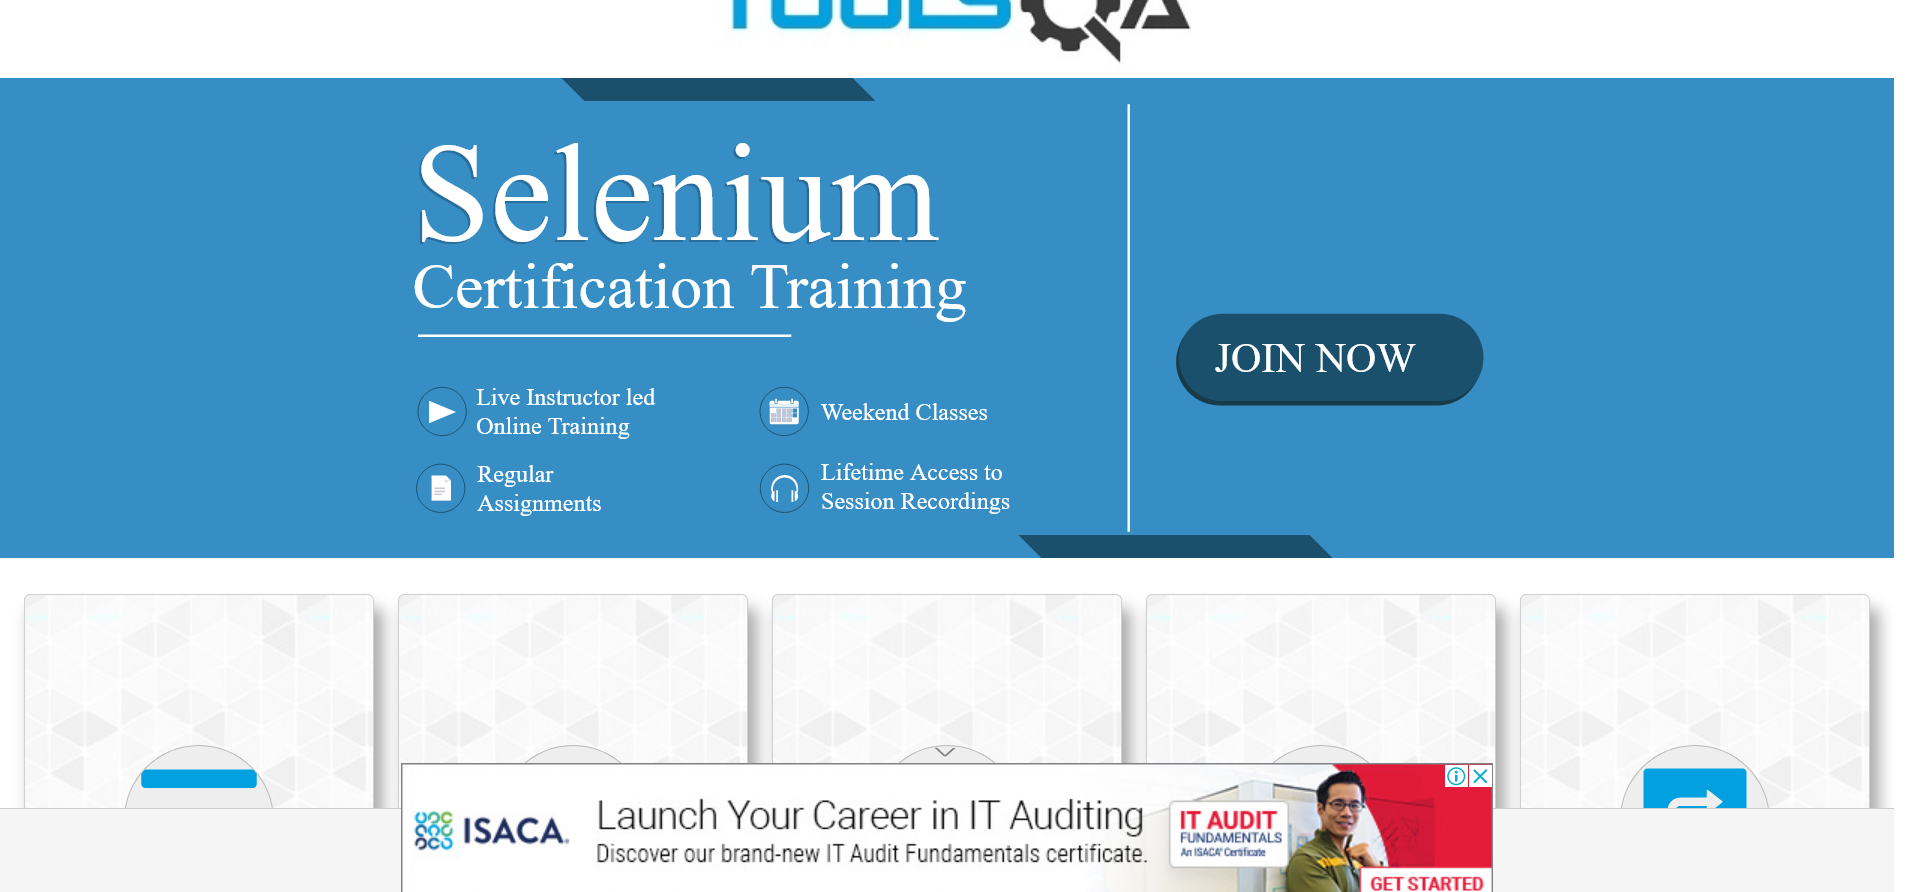 TOOLSQA
Selenium
Certification Training
JOIN NOW
Live Instructor led
Online Training
Weekend Classes
Regular
Assignments
Lifetime Access to
Session Recordings
ISACA.
Launch Your Career in IT Auditing
Discover our brand-new IT Audit Fundamentals certificate.
IT AUDIT
FUNDAMENTALS
An ISACA® Certificate
GET STARTED